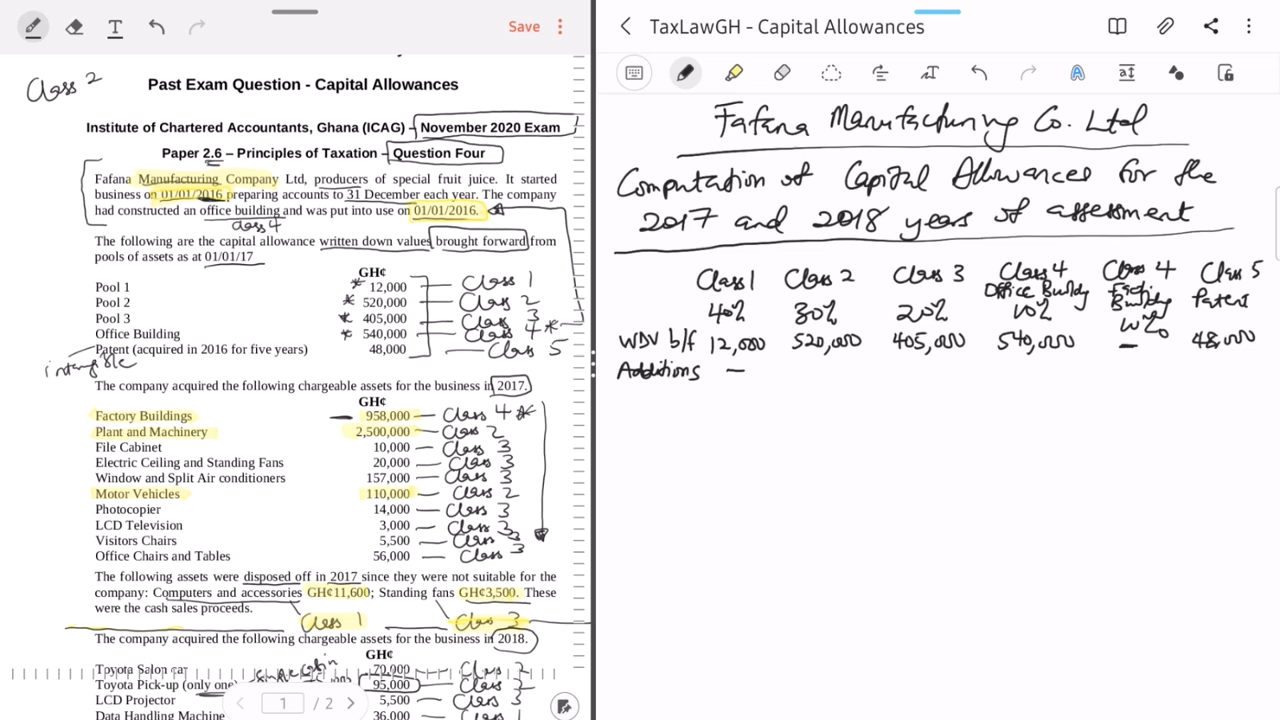 Save
Class 2
Past Exam Question - Capital Allowances
Institute of Chartered Accountants, Ghana (ICAG) – November 2020 Exam
Paper 2.6 – Principles of Taxation – Question Four
Fafana Manufacturing Company Ltd, producers of special fruit juice. It started
business on 01/01/2016 preparing accounts to 31 December each year. The company
had constructed an office building and was put into use on 01/01/2016.
class 4
The following are the capital allowance written down values brought forward from
pools of assets as at 01/01/17
GH¢
Pool 1 12,000 Class 1
Pool 2 520,000 Class 2
Pool 3 405,000 Class 3
Office Building 540,000 Class 4
Patent (acquired in 2016 for five years) 48,000 Class 5
intangible
The company acquired the following chargeable assets for the business in 2017.
GH¢
Factory Buildings 958,000 Class 4
Plant and Machinery 2,500,000 Class 2
File Cabinet 10,000 Class 3
Electric Ceiling and Standing Fans 20,000 Class 3
Window and Split Air conditioners 157,000 Class 3
Motor Vehicles 110,000 Class 2
Photocopier 14,000 Class 3
LCD Television 3,000 Class 3
Visitors Chairs 5,500 Class 3
Office Chairs and Tables 56,000 Class 3
The following assets were disposed off in 2017 since they were not suitable for the
company: Computers and accessories GH¢11,600; Standing fans GH¢3,500. These
were the cash sales proceeds.
Class 1 Class 3
The company acquired the following chargeable assets for the business in 2018.
GH¢
Toyota Salon car 70,000 Class 2
Toyota Pick-up (only one 95,000 Class 2
LCD Projector 5,500 Class 3
Data Handling Machine 36,000 Class 1
1 / 2
TaxLawGH - Capital Allowances
Fafana Manufacturing Co. Ltd
Computation of Capital Allowances for the
2017 and 2018 years of assessment
Class 1 Class 2 Class 3 Class 4 Class 4 Class 5
Office Buildg Buildg Patent
40% 30% 20% 10% 10%
WDV b/f 12,000 520,000 405,000 540,000 – 48,000
Additions –